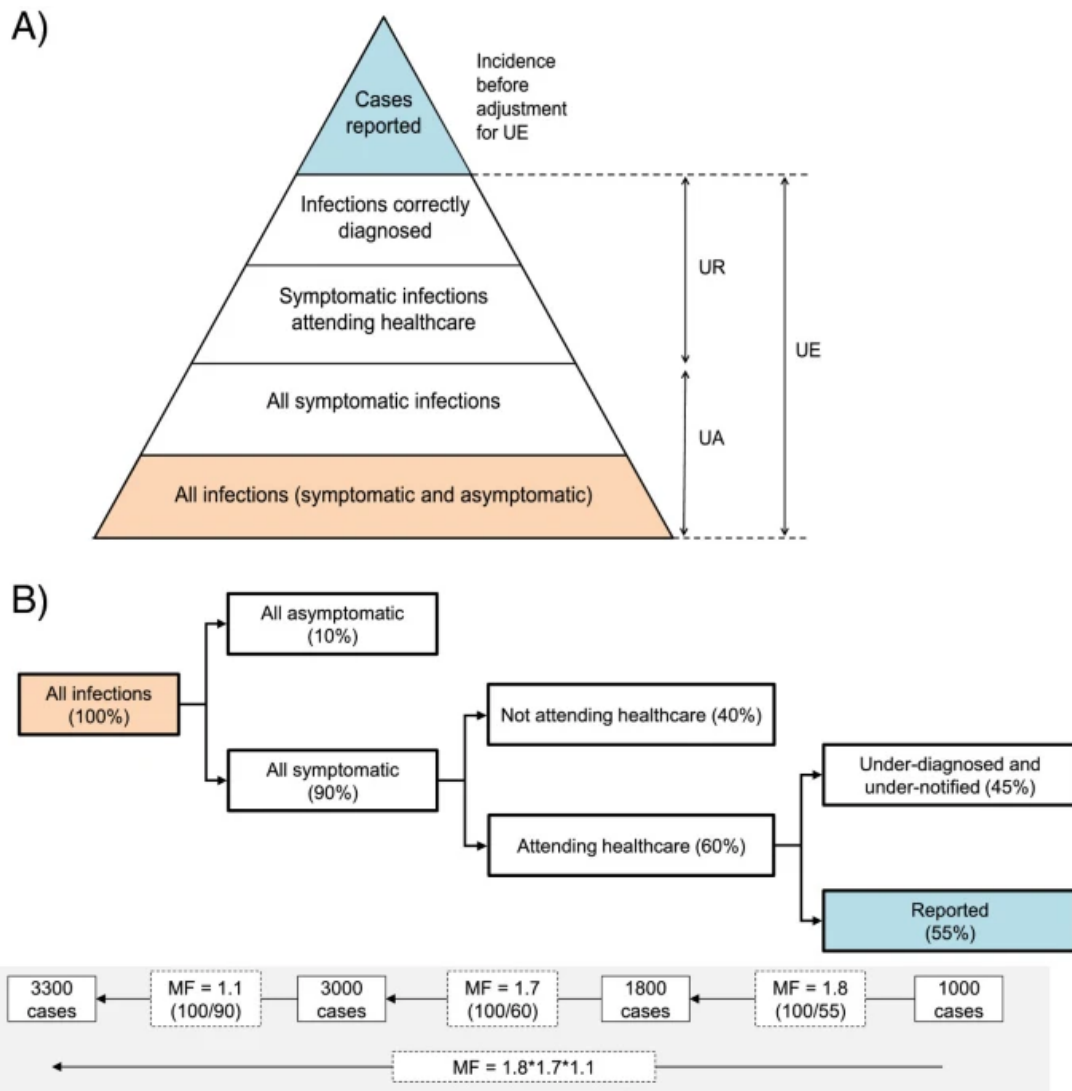 A)
Cases
reported
Incidence
before
adjustment
for UE
Infections correctly
diagnosed
UR
Symptomatic infections
attending healthcare
UE
All symptomatic infections
UA
All infections (symptomatic and asymptomatic)
B)
All asymptomatic
(10%)
All infections
(100%)
Not attending healthcare (40%)
All symptomatic
(90%)
Under-diagnosed and
under-notified (45%)
Attending healthcare (60%)
Reported
(55%)
3300
cases
MF = 1.1
(100/90)
3000
cases
MF = 1.7
(100/60)
1800
cases
MF = 1.8
(100/55)
1000
cases
MF = 1.8*1.7*1.1